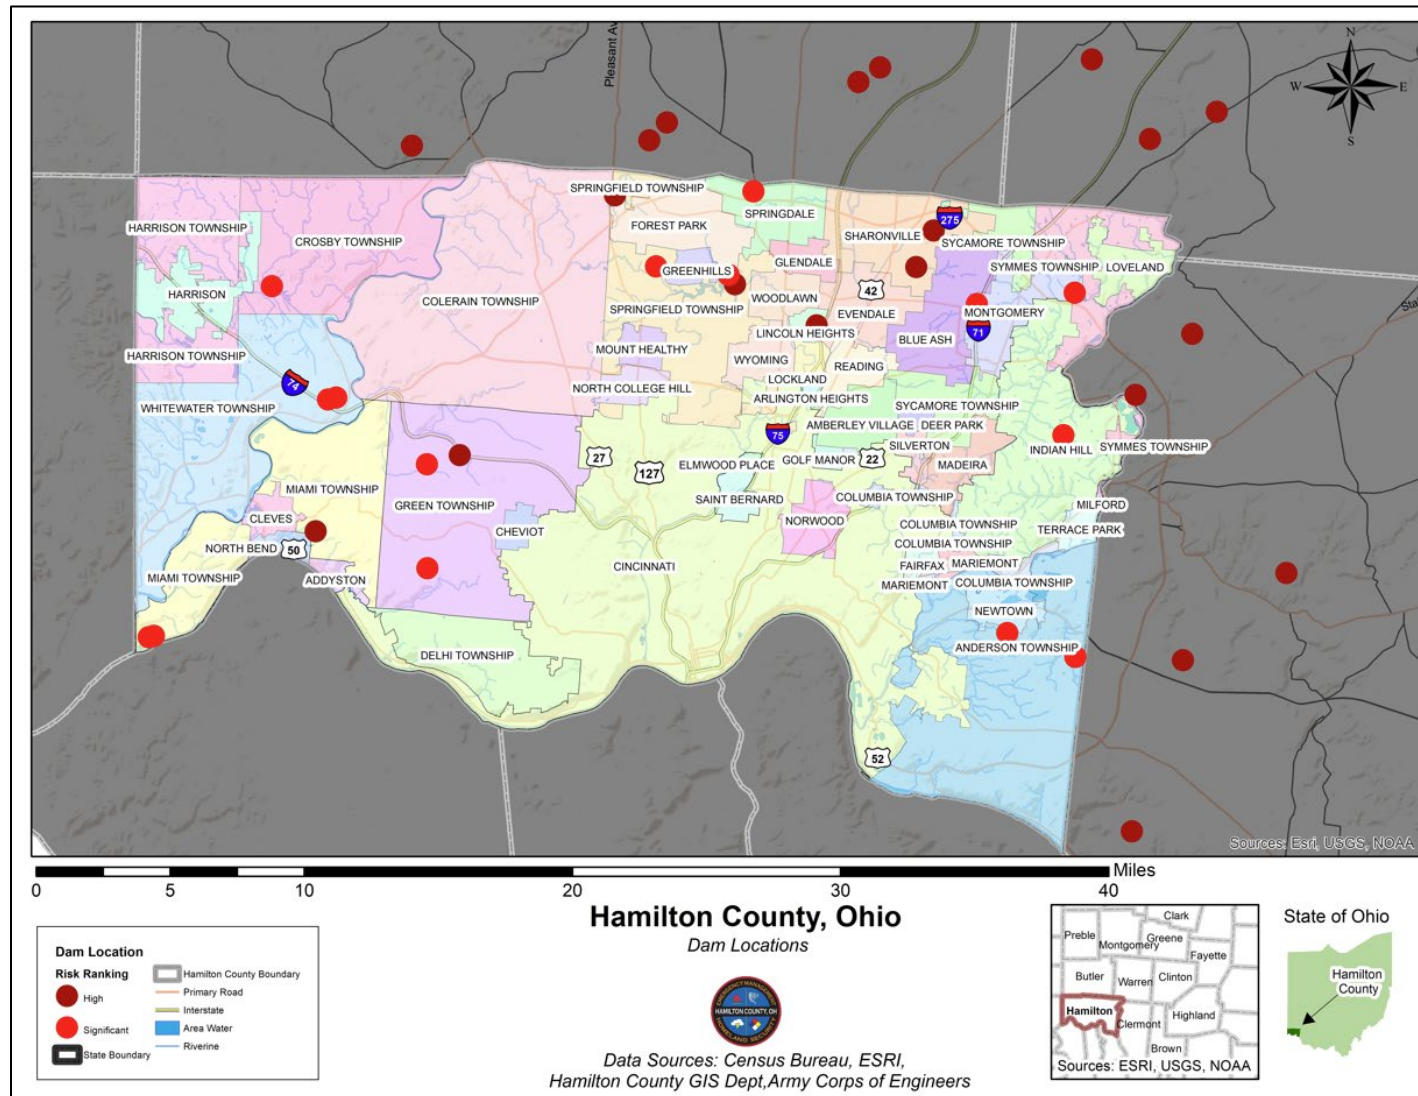 Pleasant Av
N
W
E
S
SPRINGFIELD TOWNSHIP
SPRINGDALE
HARRISON TOWNSHIP
FOREST PARK
275
CROSBY TOWNSHIP
SHARONVILLE
SYCAMORE TOWNSHIP
GLENDALE
SYMMES TOWNSHIP
LOVELAND
GREENHILLS
HARRISON
COLERAIN TOWNSHIP
42
WOODLAWN
SPRINGFIELD TOWNSHIP
EVENDALE
MONTGOMERY
LINCOLN HEIGHTS
71
BLUE ASH
MOUNT HEALTHY
HARRISON TOWNSHIP
WYOMING
READING
74
LOCKLAND
NORTH COLLEGE HILL
ARLINGTON HEIGHTS
WHITEWATER TOWNSHIP
SYCAMORE TOWNSHIP
AMBERLEY VILLAGE
DEER PARK
75
SILVERTON
INDIAN HILL
SYMMES TOWNSHIP
27
127
ELMWOOD PLACE
GOLF MANOR
22
MADEIRA
MIAMI TOWNSHIP
SAINT BERNARD
COLUMBIA TOWNSHIP
GREEN TOWNSHIP
MILFORD
CLEVES
NORWOOD
COLUMBIA TOWNSHIP
TERRACE PARK
CHEVIOT
NORTH BEND
50
COLUMBIA TOWNSHIP
CINCINNATI
FAIRFAX
MARIEMONT
MIAMI TOWNSHIP
ADDYSTON
MARIEMONT
COLUMBIA TOWNSHIP
NEWTOWN
ANDERSON TOWNSHIP
DELHI TOWNSHIP
52
Sources: Esri, USGS, NOAA
Miles
0 5 10 20 30 40
Hamilton County, Ohio
Dam Locations
EMERGENCY MANAGEMENT
HAMILTON COUNTY, OH
HOMELAND SECURITY
Data Sources: Census Bureau, ESRI,
Hamilton County GIS Dept,Army Corps of Engineers
Dam Location
Risk Ranking
High
Significant
State Boundary
Hamilton County Boundary
Primary Road
Interstate
Area Water
Riverine
Clark
Preble
Greene
Montgomery
Fayette
Butler
Warren
Clinton
Hamilton
Highland
Clermont
Brown
Sources: ESRI, USGS, NOAA
State of Ohio
Hamilton
County